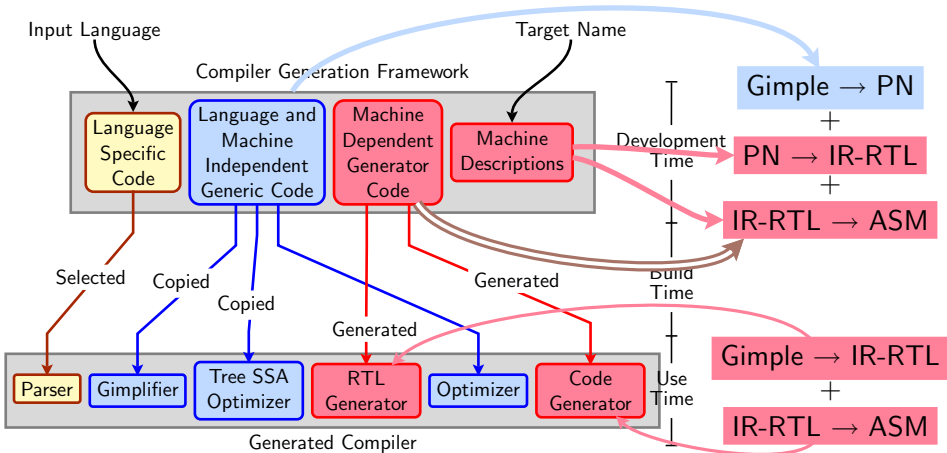 Input Language
Target Name
Compiler Generation Framework
Gimple → PN
+
Language
Specific
Code
Language and
Machine
Independent
Generic Code
Machine
Dependent
Generator
Code
Machine
Descriptions
Development
Time
PN → IR-RTL
+
IR-RTL → ASM
Selected
Copied
Copied
Generated
Generated
Build
Time
Gimple → IR-RTL
+
IR-RTL → ASM
Parser
Gimplifier
Tree SSA
Optimizer
RTL
Generator
Optimizer
Code
Generator
Use
Time
Generated Compiler